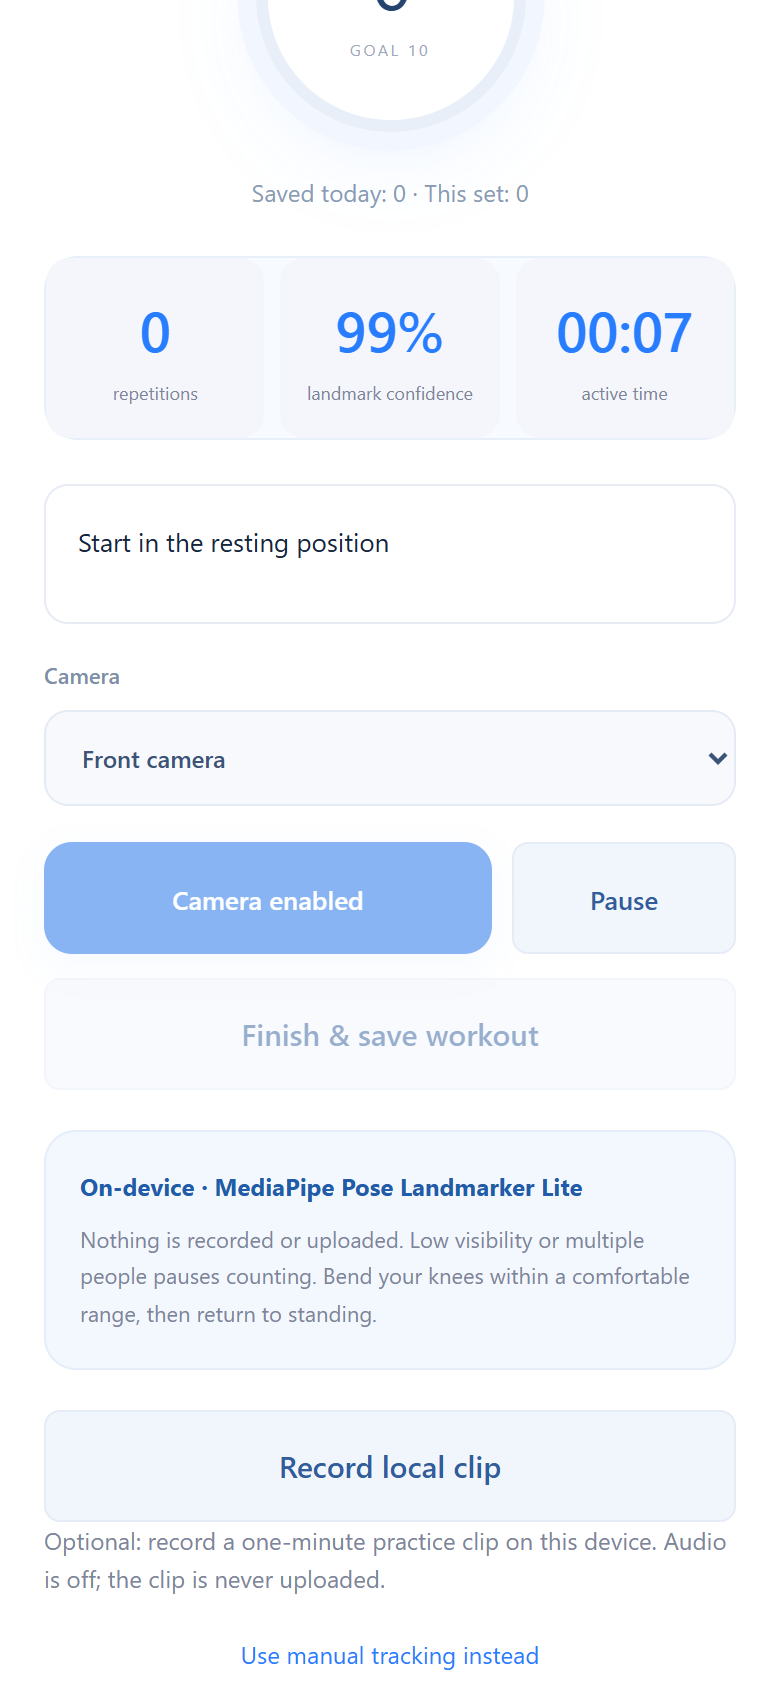 GOAL 10
Saved today: 0 · This set: 0
0
99%
00:07
repetitions
landmark confidence
active time
Start in the resting position
Camera
Front camera
Camera enabled
Pause
Finish & save workout
On-device · MediaPipe Pose Landmarker Lite
Nothing is recorded or uploaded. Low visibility or multiple
people pauses counting. Bend your knees within a comfortable
range, then return to standing.
Record local clip
Optional: record a one-minute practice clip on this device. Audio
is off; the clip is never uploaded.
Use manual tracking instead